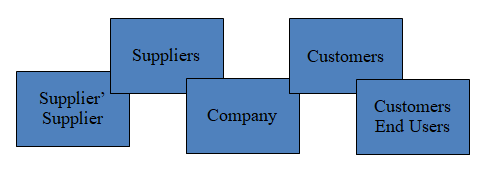 Supplier’
Supplier
Suppliers
Company
Customers
Customers
End Users